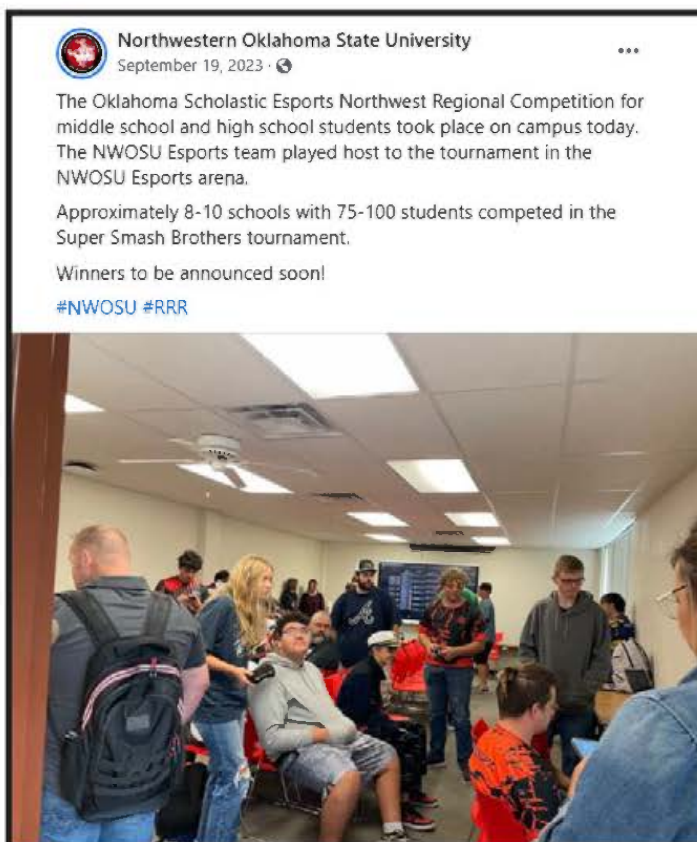 Northwestern Oklahoma State University
September 19, 2023 ·
The Oklahoma Scholastic Esports Northwest Regional Competition for
middle school and high school students took place on campus today.
The NWOSU Esports team played host to the tournament in the
NWOSU Esports arena.
Approximately 8-10 schools with 75-100 students competed in the
Super Smash Brothers tournament.
Winners to be announced soon!
#NWOSU #RRR
A